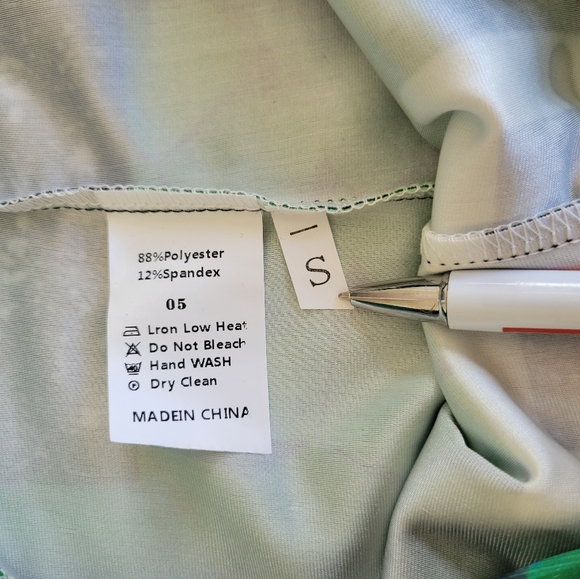 88%Polyester
12%Spandex
05
Lron Low Heat
Do Not Bleach
Hand WASH
Dry Clean
MADEIN CHINA
S